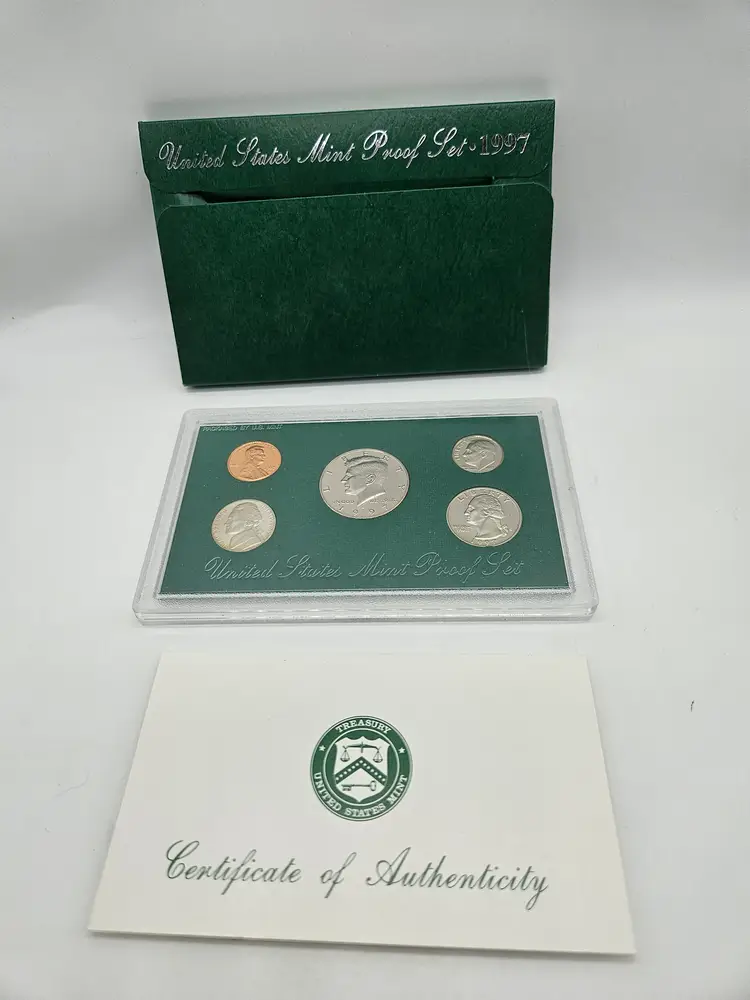 United States Mint Proof Set · 1997
PACKAGED BY U.S. MINT
LIBERTY
1997
United States Mint Proof Set
TREASURY
UNITED STATES MINT
Certificate of Authenticity